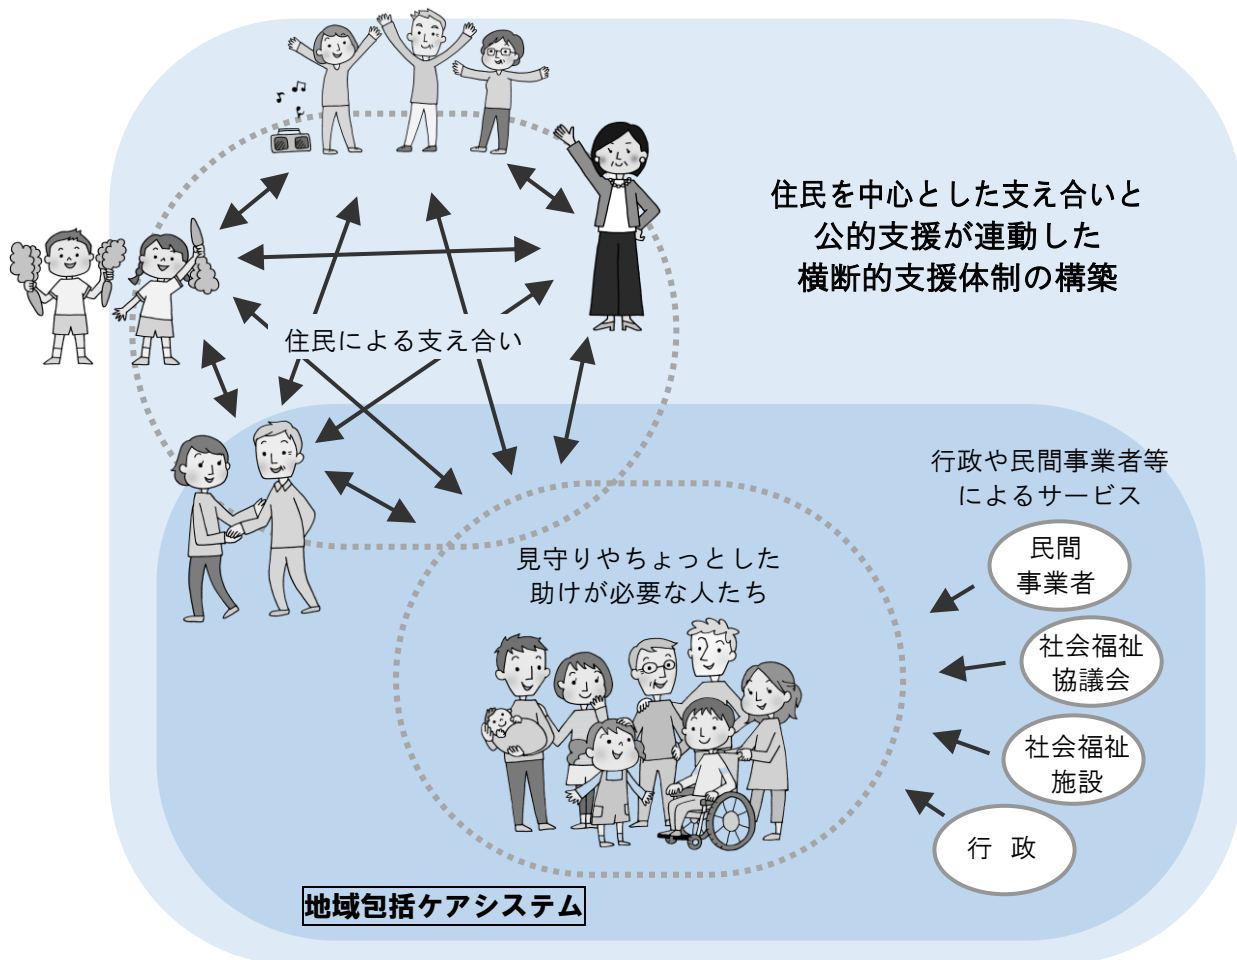 住民を中心とした支え合いと
公的支援が連動した
横断的支援体制の構築
住民による支え合い
行政や民間事業者等
によるサービス
見守りやちょっとした
助けが必要な人たち
民間
事業者
社会福祉
協議会
社会福祉
施設
行 政
地域包括ケアシステム